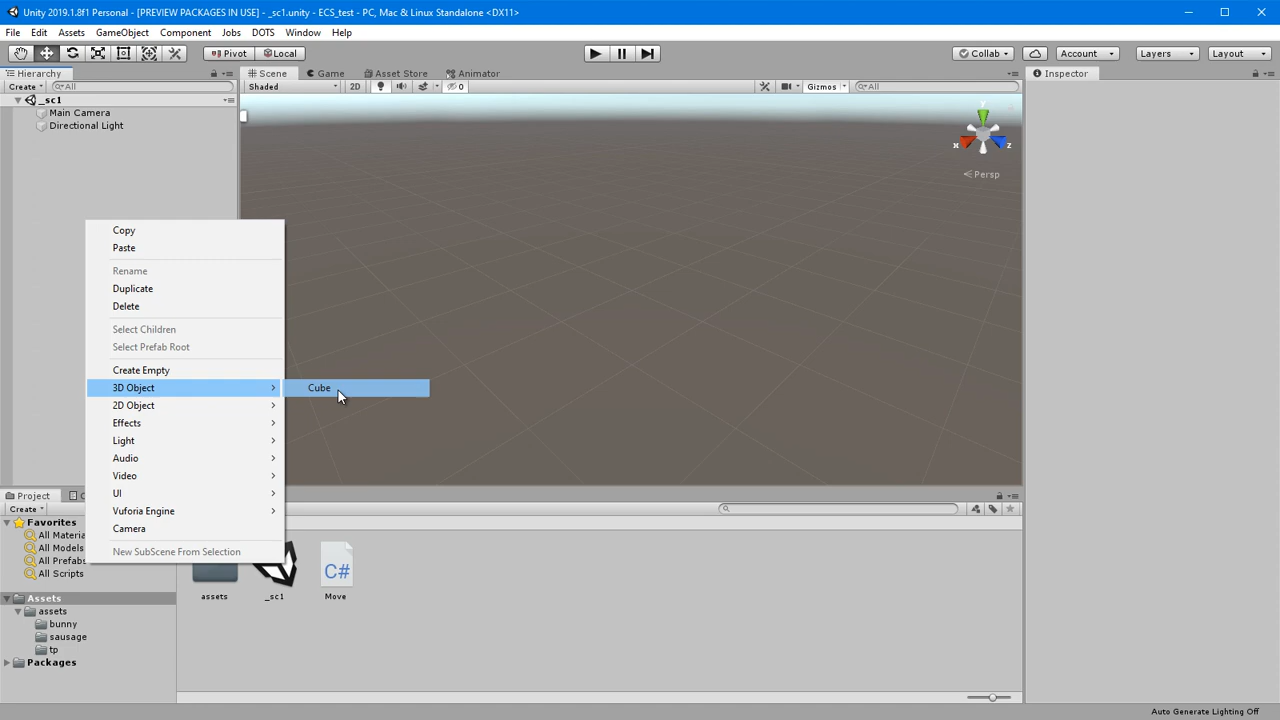 Unity 2019.1.8f1 Personal - [PREVIEW PACKAGES IN USE] - _sc1.unity - ECS_test - PC, Mac & Linux Standalone <DX11>
File Edit Assets GameObject Component Jobs DOTS Window Help
Pivot Local Collab Account Layers Layout
Hierarchy Scene Game Asset Store Animator Inspector
Create All Shaded 2D 0 Gizmos All
_sc1
Main Camera
Directional Light
y
x z
Persp
Copy
Paste
Rename
Duplicate
Delete
Select Children
Select Prefab Root
Create Empty
3D Object Cube
2D Object
Effects
Light
Audio
Video
UI
Vuforia Engine
Camera
New SubScene From Selection
Project
Create
Favorites
All
All Models
All Prefabs
All Scripts
Assets
assets
bunny
sausage
tp
Packages
C#
assets _sc1 Move
Auto Generate Lighting Off